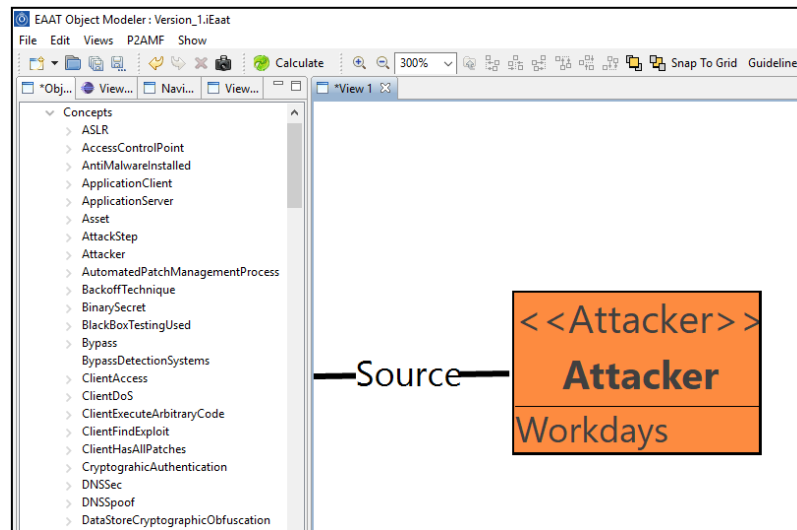 EAAT Object Modeler : Version_1.iEaat
File Edit Views P2AMF Show
Calculate 300% Snap To Grid Guideline
*Obj... View... Navi... View... *View 1
Concepts
ASLR
AccessControlPoint
AntiMalwareInstalled
ApplicationClient
ApplicationServer
Asset
AttackStep
Attacker
AutomatedPatchManagementProcess
BackoffTechnique
BinarySecret
BlackBoxTestingUsed
Bypass
BypassDetectionSystems
ClientAccess
ClientDoS
ClientExecuteArbitraryCode
ClientFindExploit
ClientHasAllPatches
CryptograhicAuthentication
DNSSec
DNSSpoof
DataStoreCryptographicObfuscation
Source
<<Attacker>>
Attacker
Workdays